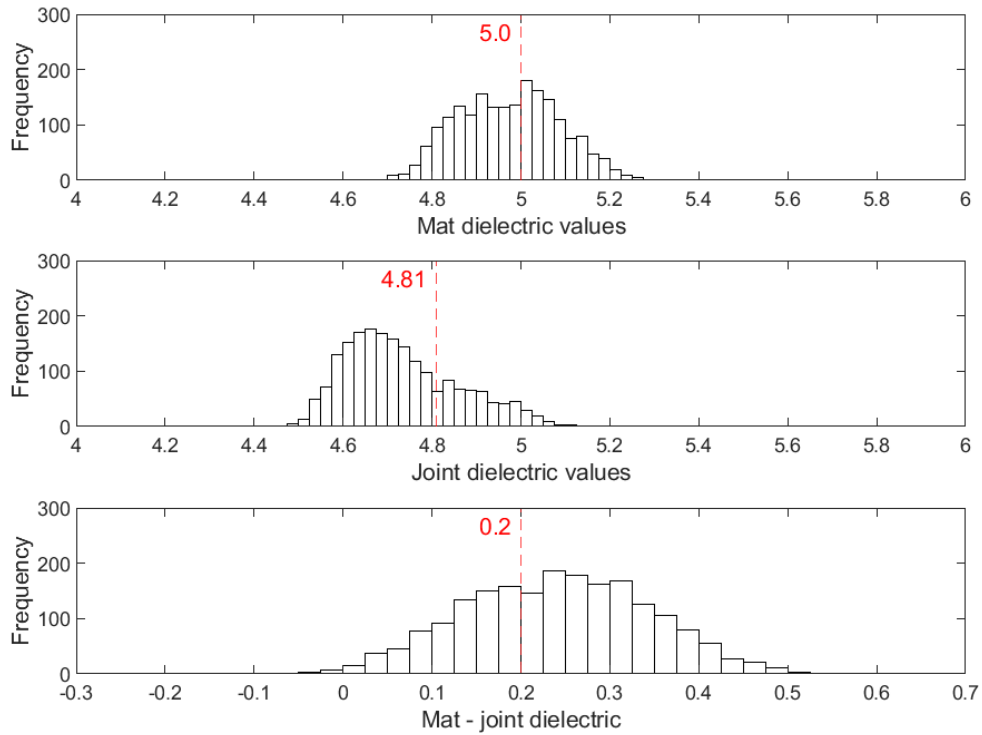 300
5.0
200
100
0
Frequency
4 4.2 4.4 4.6 4.8 5 5.2 5.4 5.6 5.8 6
Mat dielectric values
300
4.81
200
100
0
Frequency
4 4.2 4.4 4.6 4.8 5 5.2 5.4 5.6 5.8 6
Joint dielectric values
300
0.2
200
100
0
Frequency
-0.3 -0.2 -0.1 0 0.1 0.2 0.3 0.4 0.5 0.6 0.7
Mat - joint dielectric